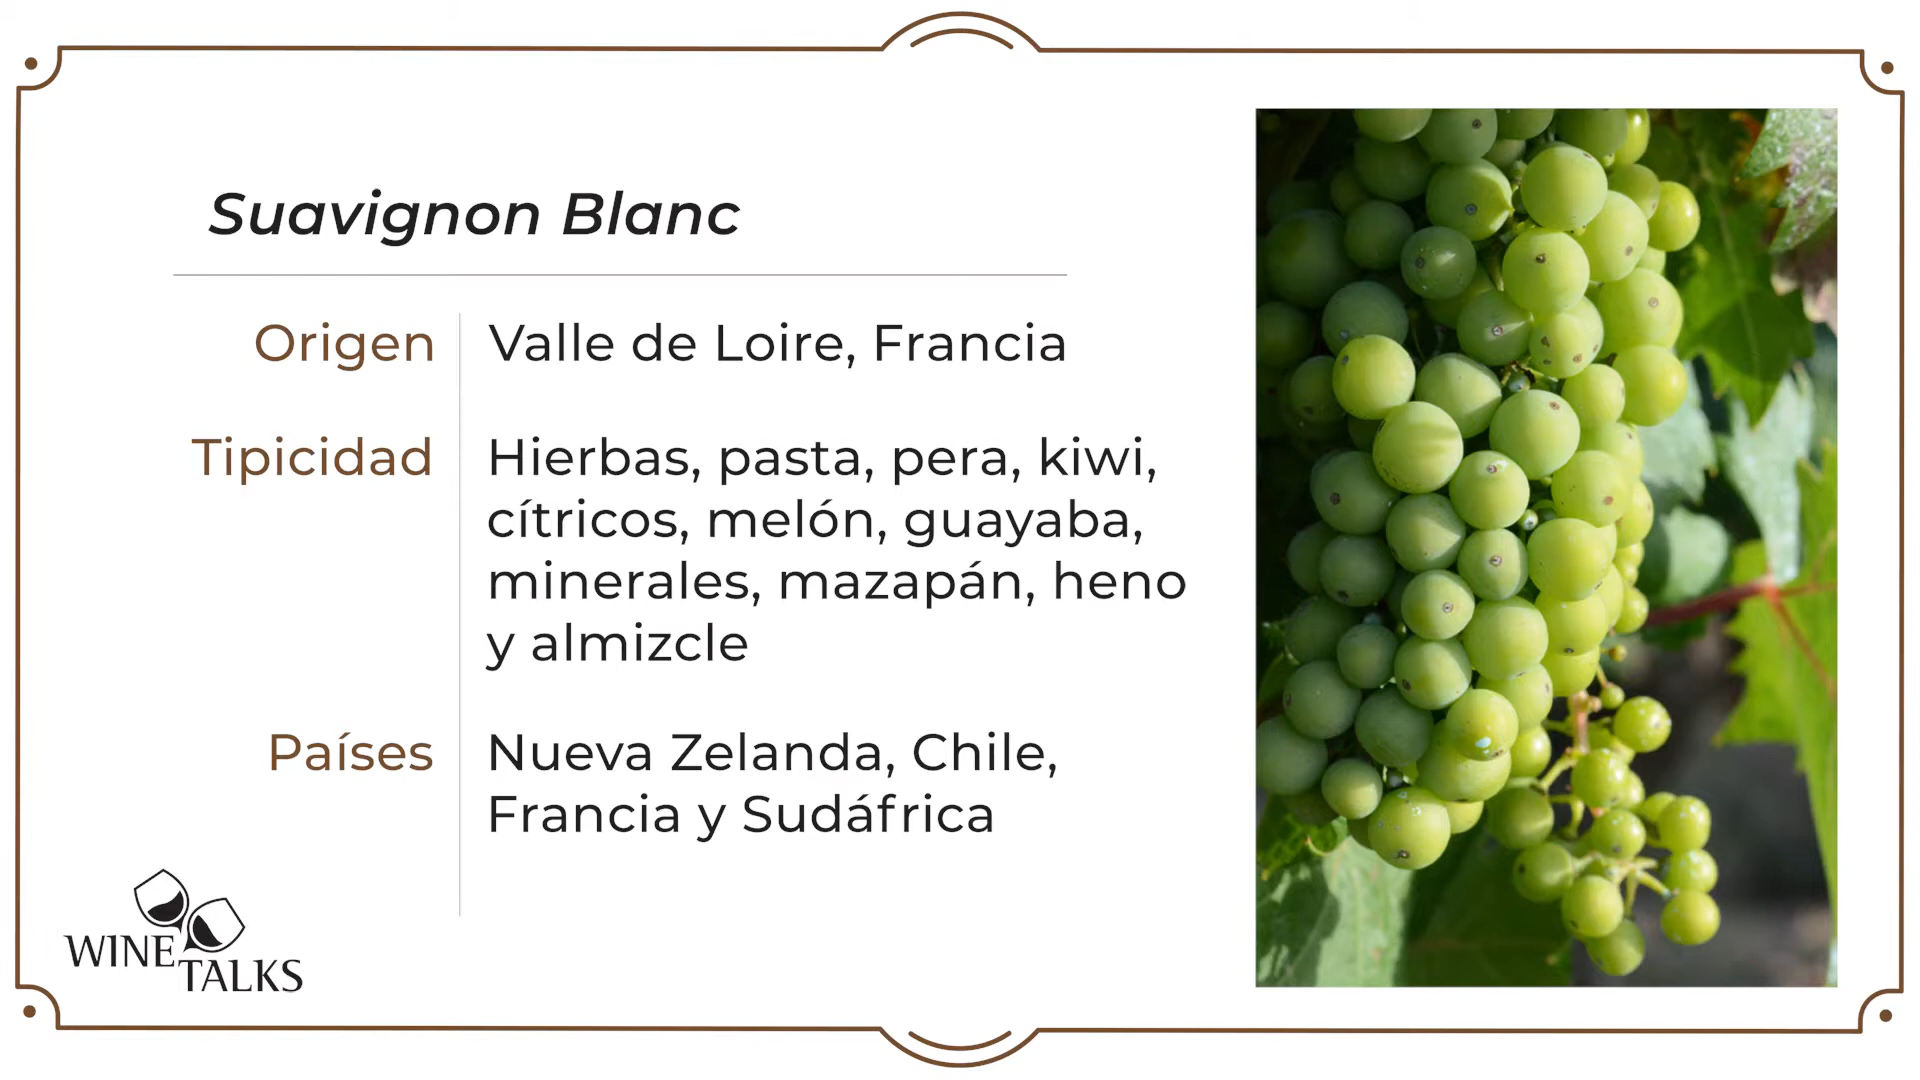 Suavignon Blanc
Origen
Valle de Loire, Francia
Tipicidad
Hierbas, pasta, pera, kiwi,
cítricos, melón, guayaba,
minerales, mazapán, heno
y almizcle
Países
Nueva Zelanda, Chile,
Francia y Sudáfrica
WINE
TALKS